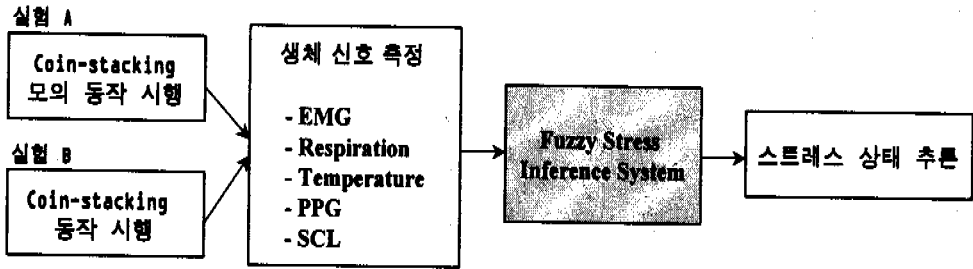 실험 A
Coin-stacking
모의 동작 시행
실험 B
Coin-stacking
동작 시행
생체 신호 측정
- EMG
- Respiration
- Temperature
- PPG
- SCL
Fuzzy Stress
Inference System
스트레스 상태 추론